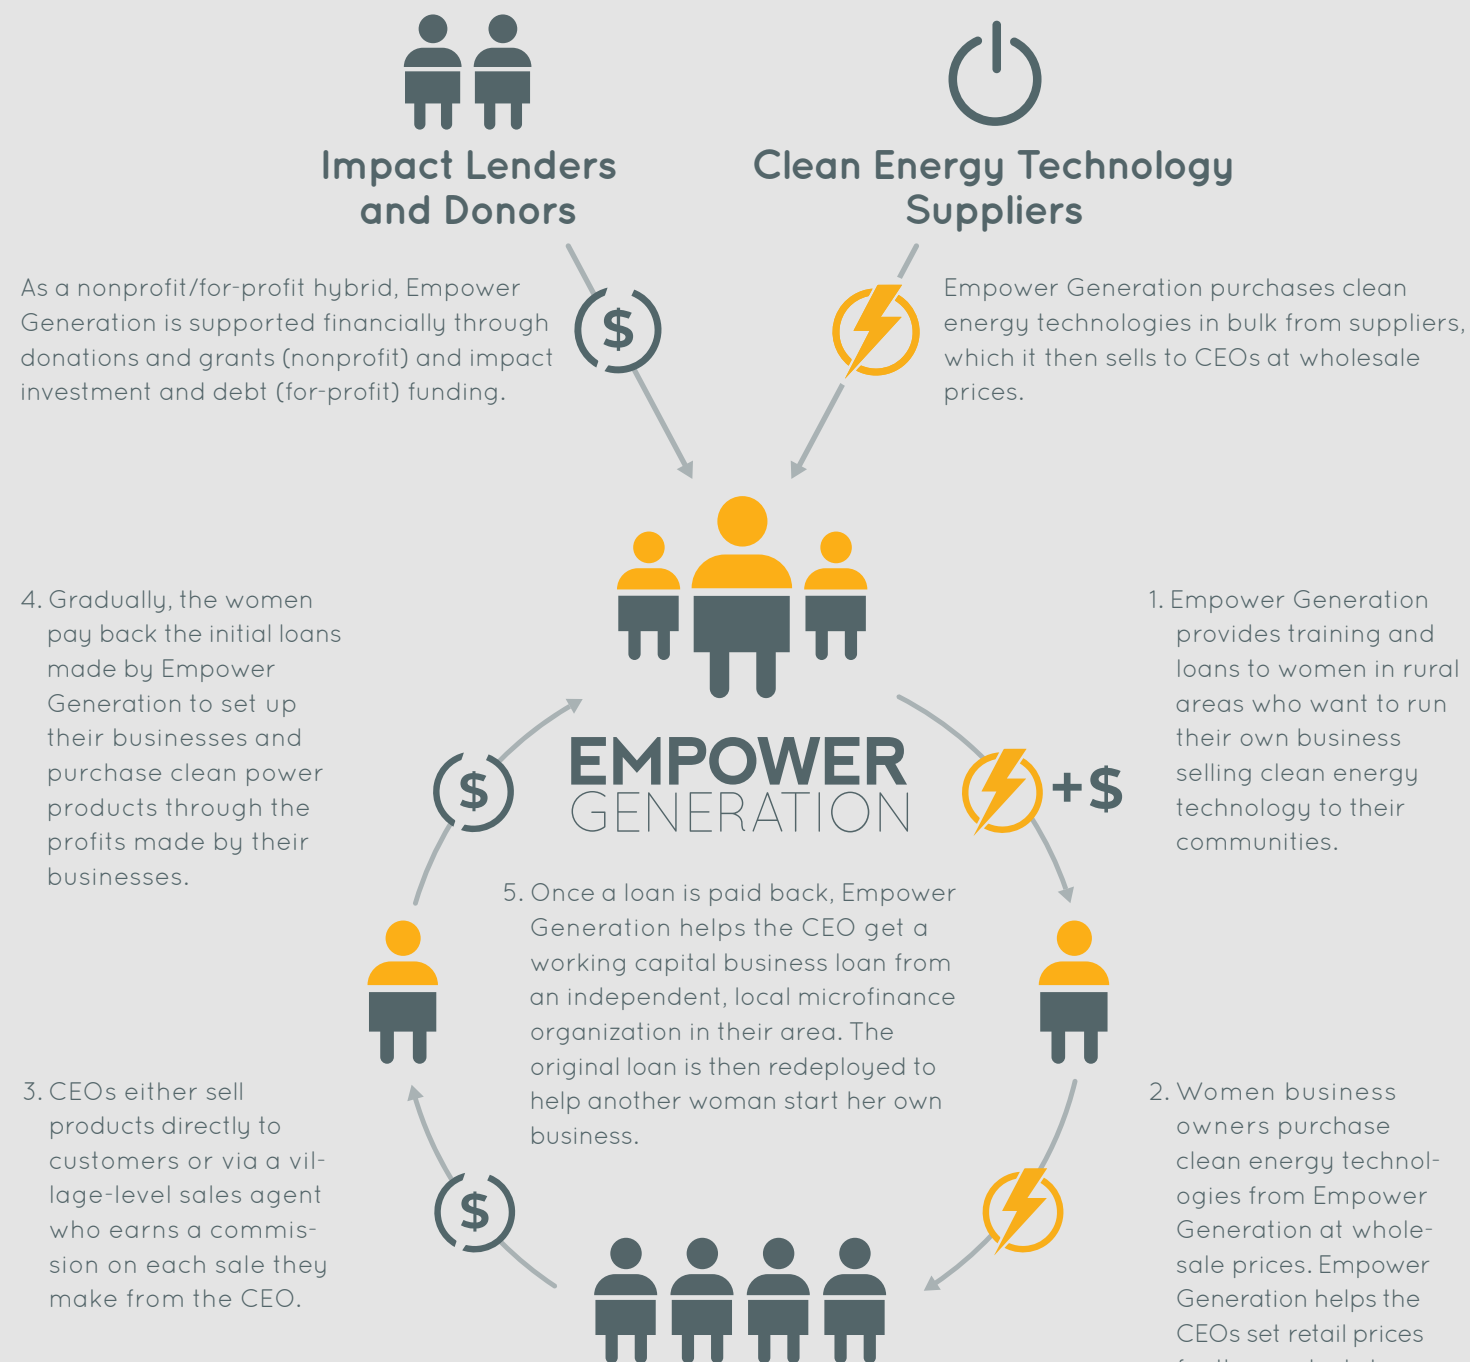 Impact Lenders
and Donors
Clean Energy Technology
Suppliers
As a nonprofit/for-profit hybrid, Empower
Generation is supported financially through
donations and grants (nonprofit) and impact
investment and debt (for-profit) funding.
$
Empower Generation purchases clean
energy technologies in bulk from suppliers,
which it then sells to CEOs at wholesale
prices.
EMPOWER
GENERATION
1. Empower Generation
provides training and
loans to women in rural
areas who want to run
their own business
selling clean energy
technology to their
communities.
+$
2. Women business
owners purchase
clean energy technol-
ogies from Empower
Generation at whole-
sale prices. Empower
Generation helps the
CEOs set retail prices
3. CEOs either sell
products directly to
customers or via a vil-
lage-level sales agent
who earns a commis-
sion on each sale they
make from the CEO.
$
4. Gradually, the women
pay back the initial loans
made by Empower
Generation to set up
their businesses and
purchase clean power
products through the
profits made by their
businesses.
$
5. Once a loan is paid back, Empower
Generation helps the CEO get a
working capital business loan from
an independent, local microfinance
organization in their area. The
original loan is then redeployed to
help another woman start her own
business.